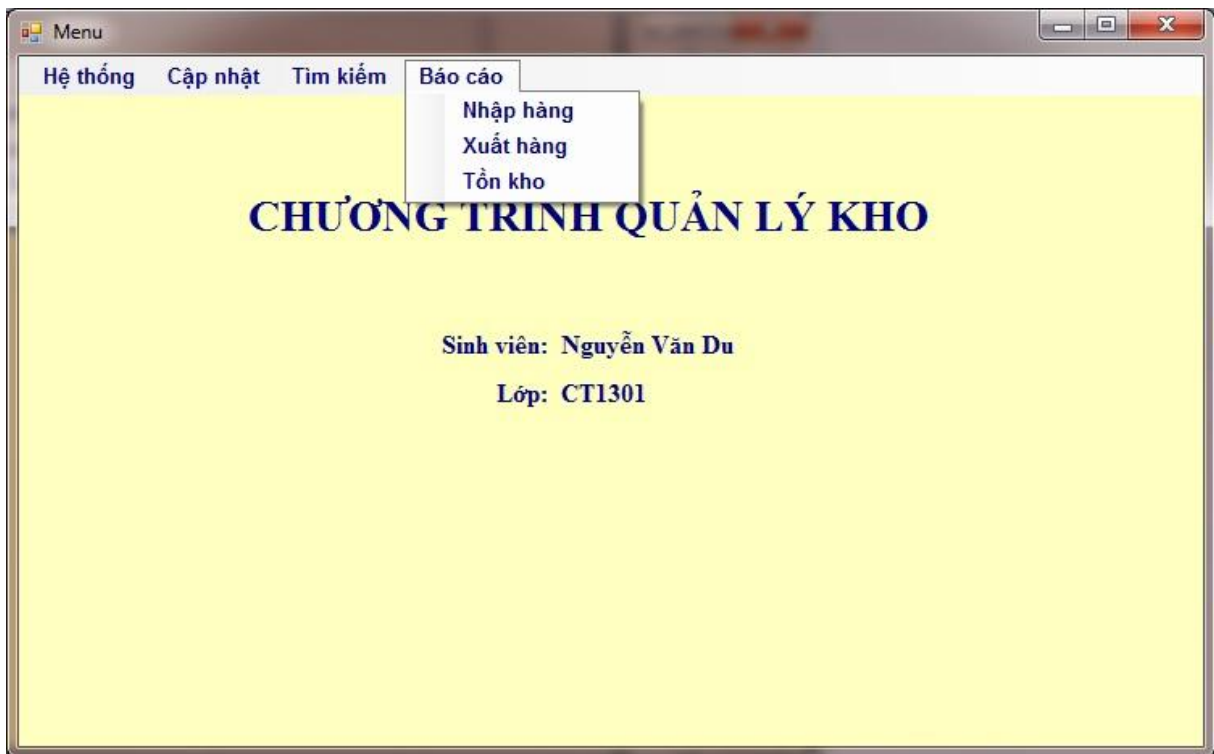 Menu
Hệ thống Cập nhật Tìm kiếm Báo cáo
Nhập hàng
Xuất hàng
Tồn kho
CHƯƠNG TRÌNH QUẢN LÝ KHO
Sinh viên: Nguyễn Văn Du
Lớp: CT1301